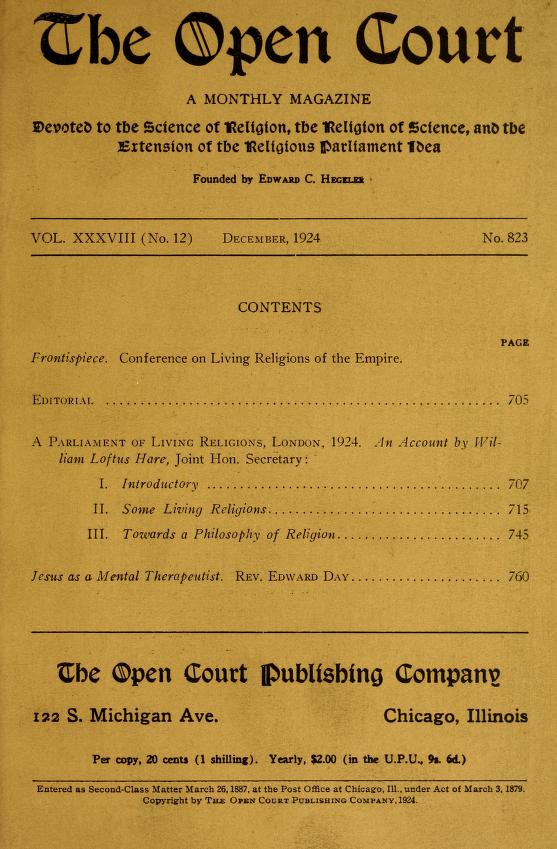 The Open Court
A MONTHLY MAGAZINE
Devoted to the Science of Religion, the Religion of Science, and the
Extension of the Religious Parliament Idea
Founded by EDWARD C. HEGELER
VOL. XXXVIII (No. 12) DECEMBER, 1924 No. 823
CONTENTS
PAGE
Frontispiece. Conference on Living Religions of the Empire.
EDITORIAL ........................................................ 705
A PARLIAMENT OF LIVING RELIGIONS, LONDON, 1924. An Account by Wil-
liam Loftus Hare, Joint Hon. Secretary:
I. Introductory .......................................... 707
II. Some Living Religions................................. 715
III. Towards a Philosophy of Religion....................... 745
Jesus as a Mental Therapeutist. REV. EDWARD DAY..................... 760
The Open Court Publishing Company
122 S. Michigan Ave. Chicago, Illinois
Per copy, 20 cents (1 shilling). Yearly, $2.00 (in the U.P.U., 9s. 6d.)
Entered as Second-Class Matter March 26, 1887, at the Post Office at Chicago, Ill., under Act of March 3, 1879.
Copyright by THE OPEN COURT PUBLISHING COMPANY, 1924.